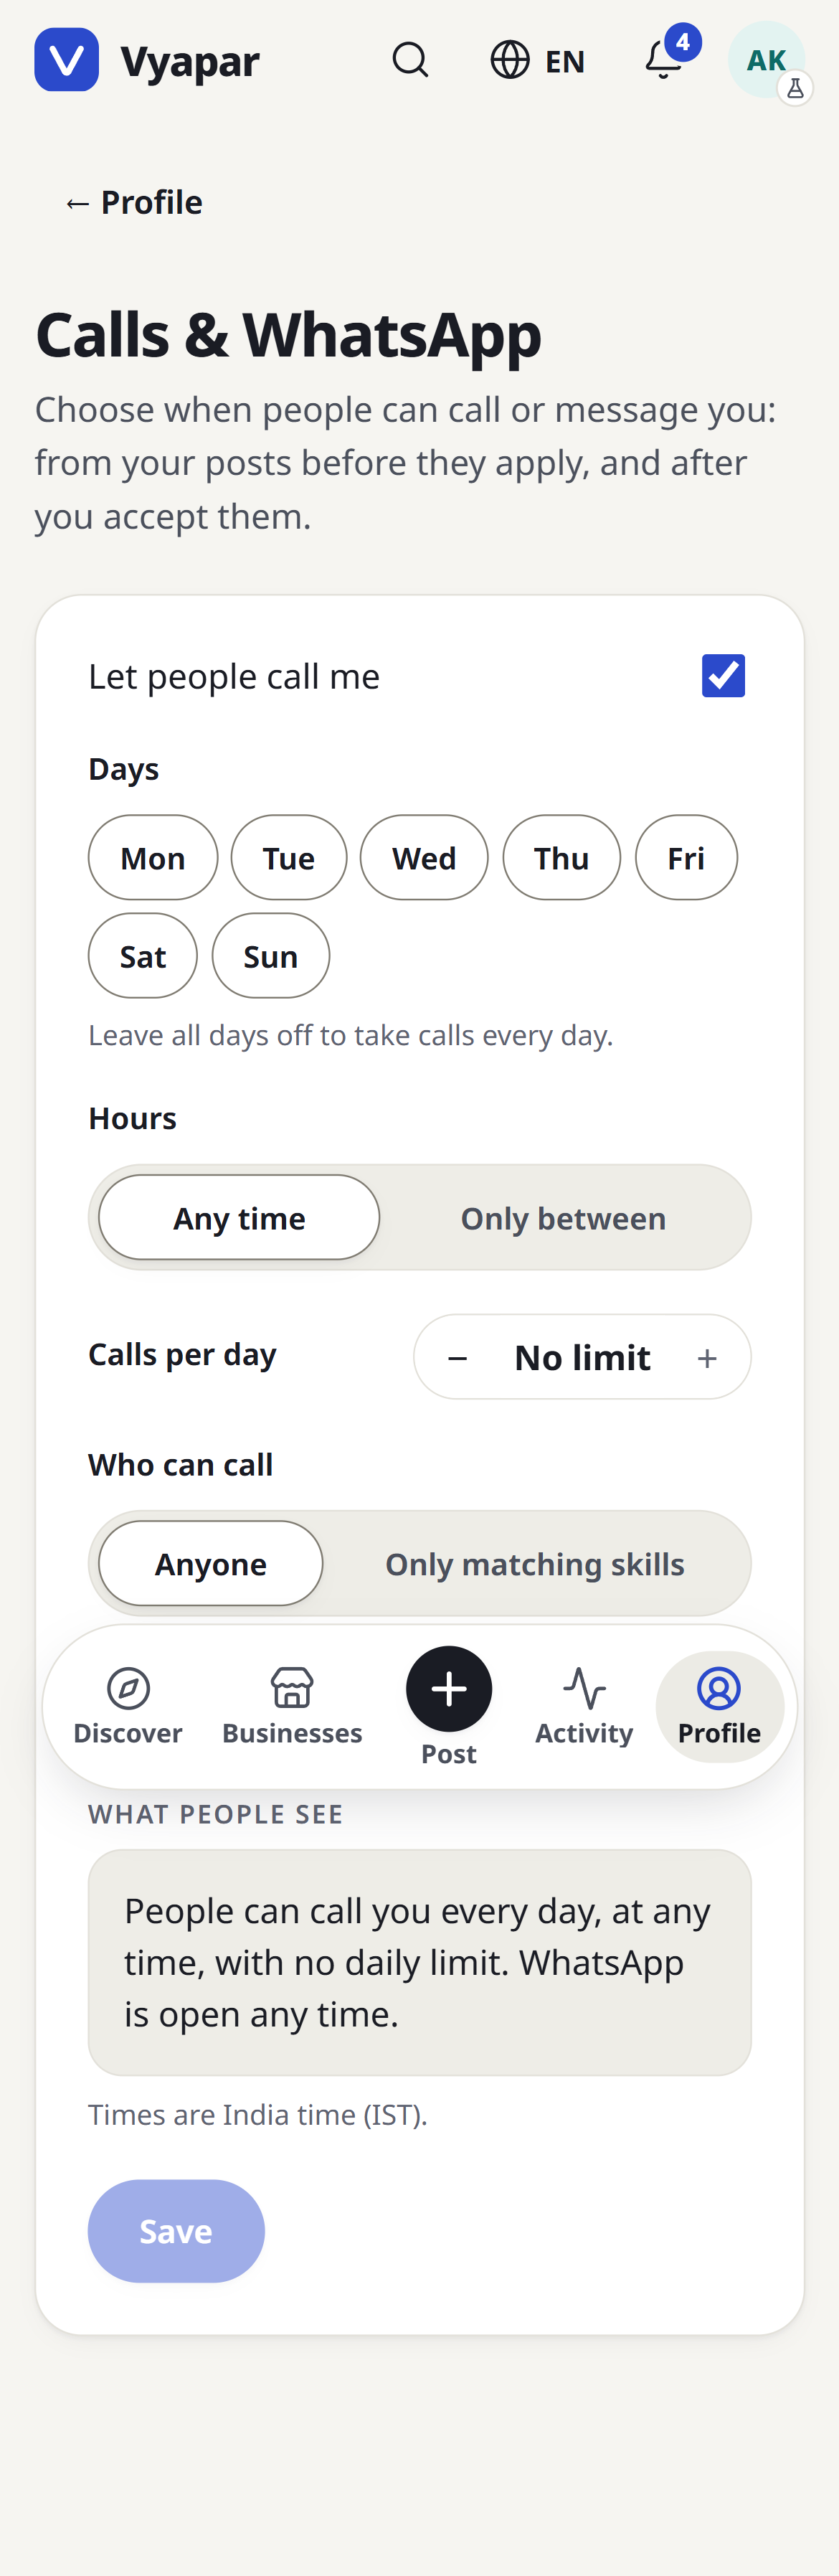 Vyapar
EN
4
AK
← Profile
Calls & WhatsApp
Choose when people can call or message you:
from your posts before they apply, and after
you accept them.
Let people call me
Days
Mon Tue Wed Thu Fri
Sat Sun
Leave all days off to take calls every day.
Hours
Any time Only between
Calls per day − No limit +
Who can call
Anyone Only matching skills
Discover Businesses Post Activity Profile
WHAT PEOPLE SEE
People can call you every day, at any
time, with no daily limit. WhatsApp
is open any time.
Times are India time (IST).
Save